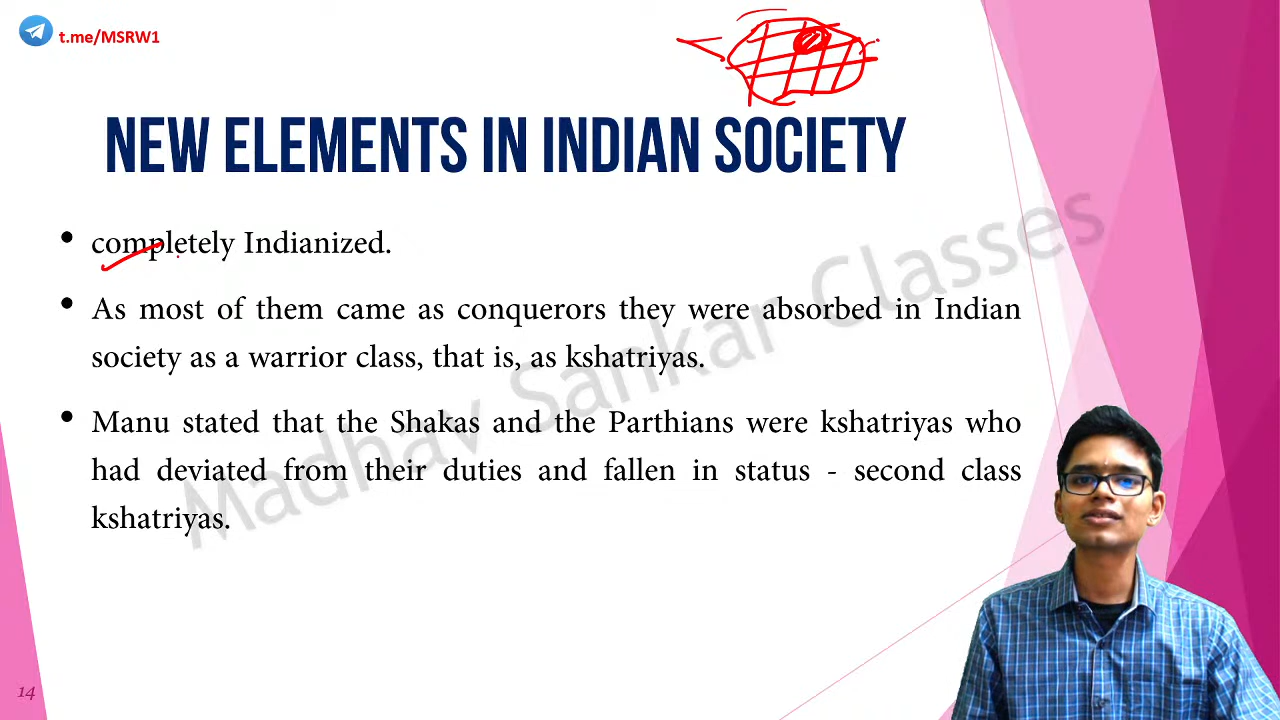 t.me/MSRW1
NEW ELEMENTS IN INDIAN SOCIETY
• completely Indianized.
• As most of them came as conquerors they were absorbed in Indian
society as a warrior class, that is, as kshatriyas.
• Manu stated that the Shakas and the Parthians were kshatriyas who
had deviated from their duties and fallen in status - second class
kshatriyas.
Madhav Sankar Classes
14